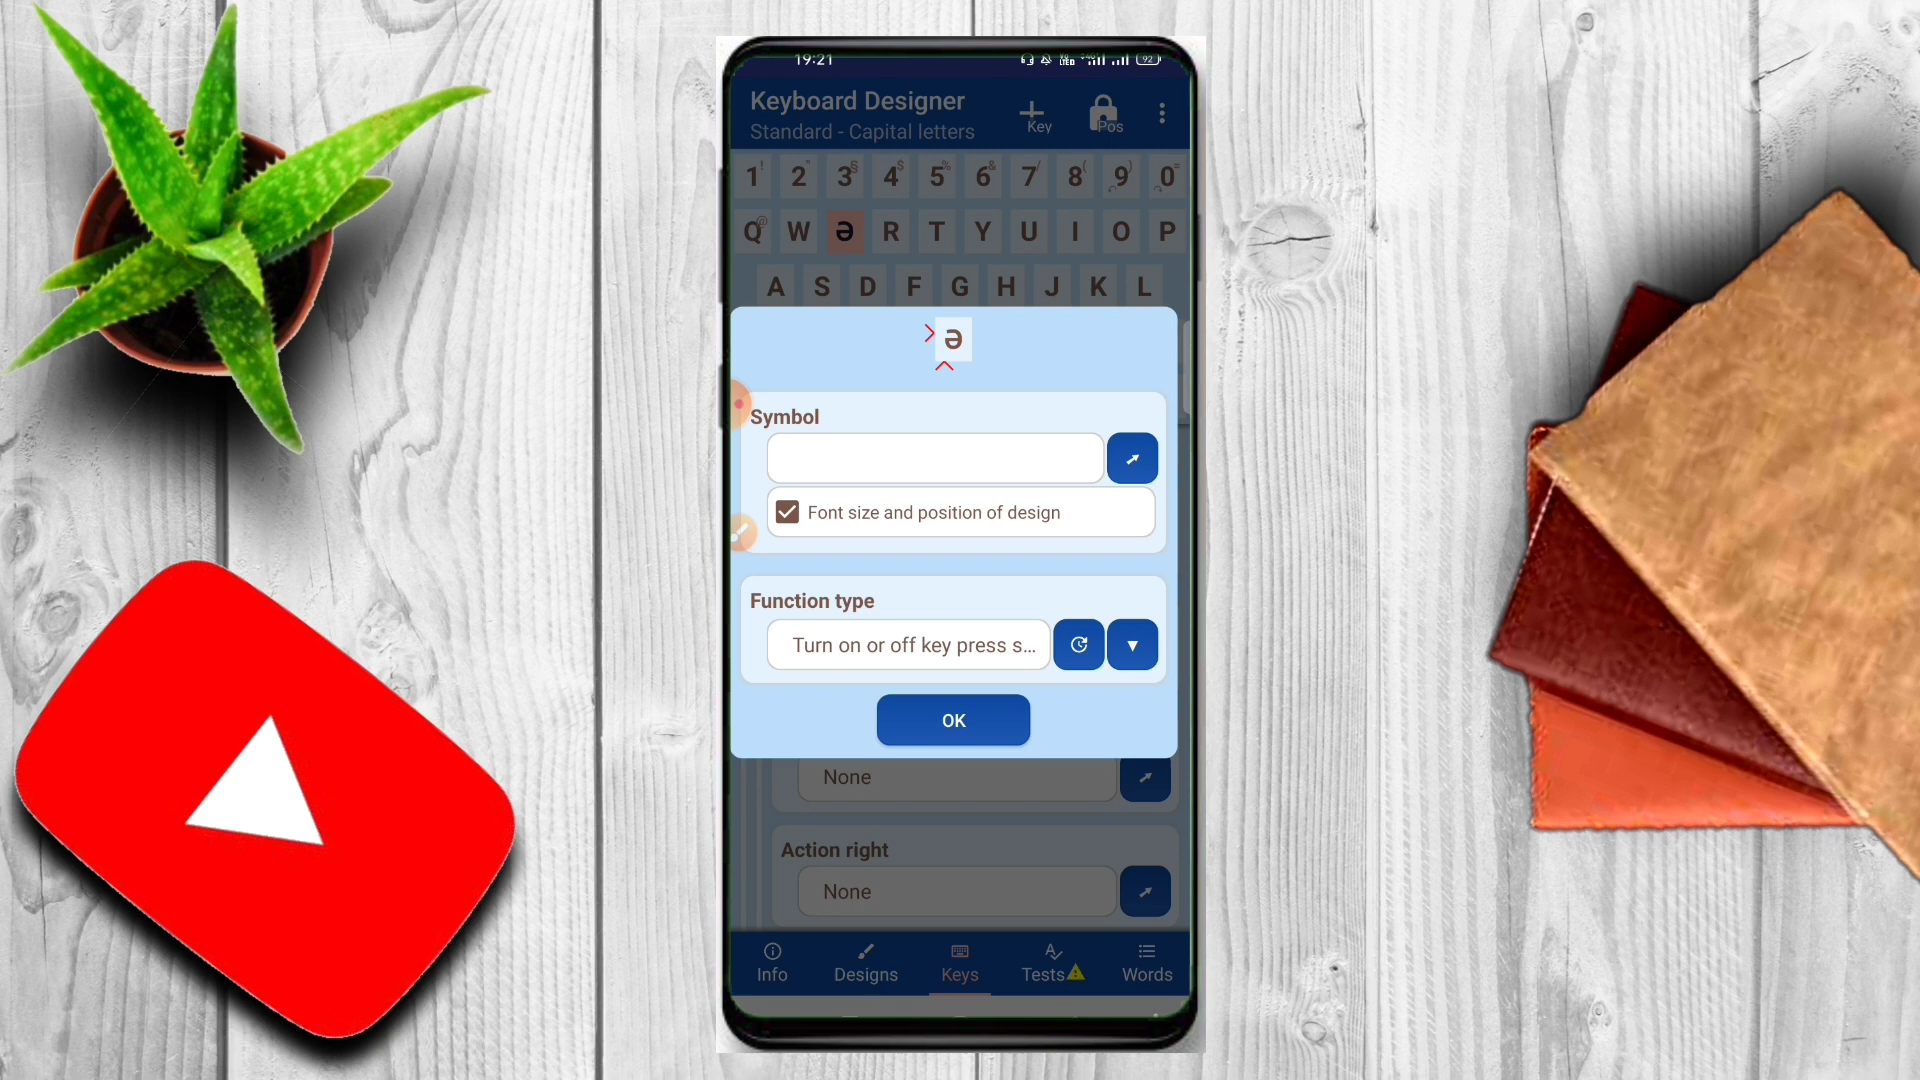 19:21
92
Keyboard Designer
Standard - Capital letters
Key
Pos
1! 2" 3§ 4$ 5% 6& 7/ 8( 9) 0=
Q@ W Ə R T Y U I O P
A S D F G H J K L
ə
Symbol
Font size and position of design
Function type
Turn on or off key press s...
OK
None
Action right
None
Info
Designs
Keys
Tests
Words